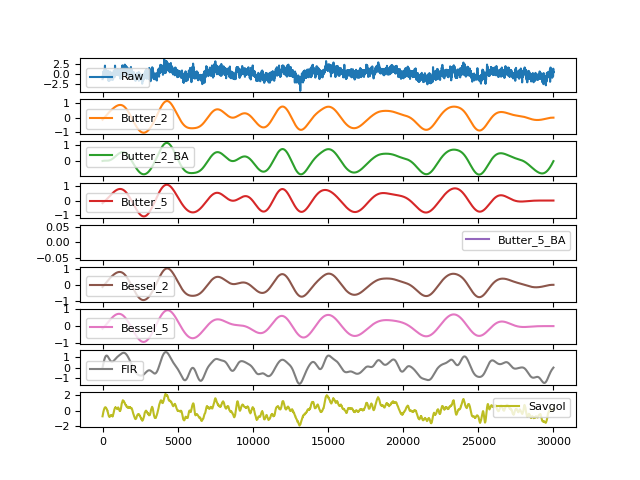 2.5
0.0
−2.5
Raw
1
0
−1
Butter_2
0
Butter_2_BA
1
0
−1
Butter_5
0.05
0.00
−0.05
Butter_5_BA
1
0
−1
Bessel_2
1
0
−1
Bessel_5
1
0
−1
FIR
2
0
−2
Savgol
0 5000 10000 15000 20000 25000 30000